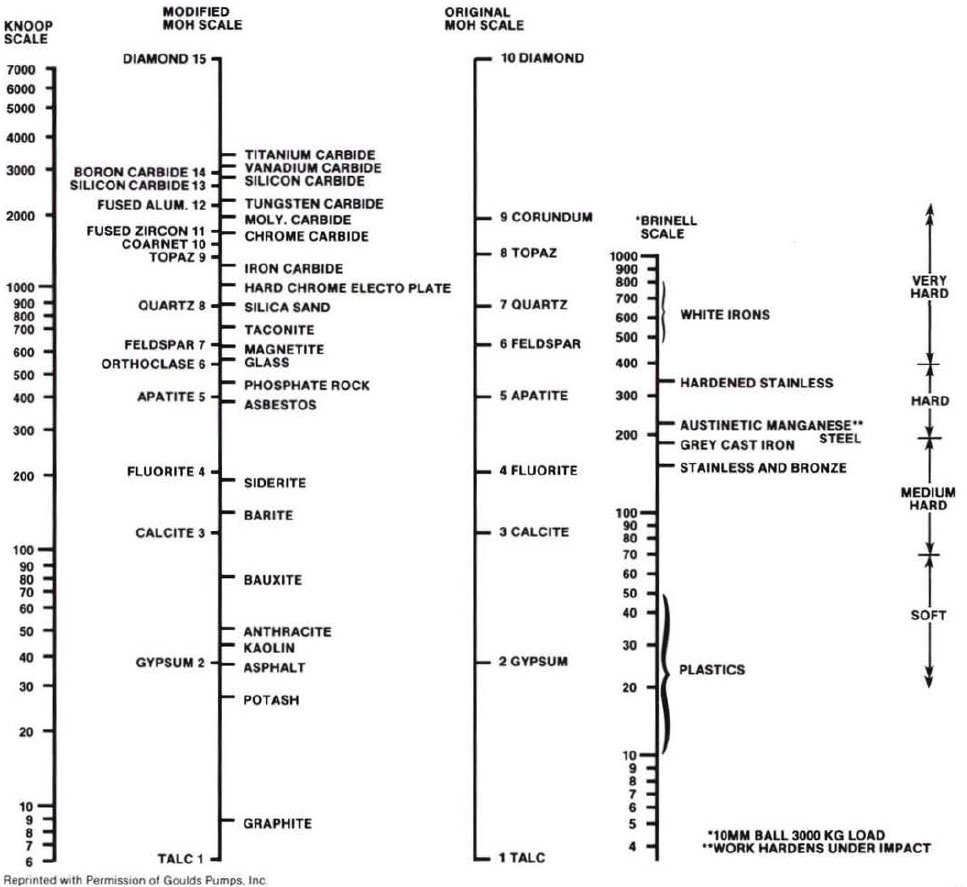 KNOOP
SCALE
7000
6000
5000
4000
3000
2000
1000
900
800
700
600
500
400
300
200
100
90
80
70
60
50
40
30
20
10
9
8
7
6
MODIFIED
MOH SCALE
DIAMOND 15
BORON CARBIDE 14
SILICON CARBIDE 13
FUSED ALUM. 12
FUSED ZIRCON 11
COARNET 10
TOPAZ 9
QUARTZ 8
FELDSPAR 7
ORTHOCLASE 6
APATITE 5
FLUORITE 4
CALCITE 3
GYPSUM 2
TALC 1
TITANIUM CARBIDE
VANADIUM CARBIDE
SILICON CARBIDE
TUNGSTEN CARBIDE
MOLY. CARBIDE
CHROME CARBIDE
IRON CARBIDE
HARD CHROME ELECTO PLATE
SILICA SAND
TACONITE
MAGNETITE
GLASS
PHOSPHATE ROCK
ASBESTOS
SIDERITE
BARITE
BAUXITE
ANTHRACITE
KAOLIN
ASPHALT
POTASH
GRAPHITE
ORIGINAL
MOH SCALE
10 DIAMOND
9 CORUNDUM
8 TOPAZ
7 QUARTZ
6 FELDSPAR
5 APATITE
4 FLUORITE
3 CALCITE
2 GYPSUM
1 TALC
*BRINELL
SCALE
1000
900
800
700
600
500
400
300
200
100
90
80
70
60
50
40
30
20
10
9
8
7
6
5
4
WHITE IRONS
HARDENED STAINLESS
AUSTINETIC MANGANESE**
STEEL
GREY CAST IRON
STAINLESS AND BRONZE
PLASTICS
VERY
HARD
HARD
MEDIUM
HARD
SOFT
*10MM BALL 3000 KG LOAD
**WORK HARDENS UNDER IMPACT
Reprinted with Permission of Goulds Pumps, Inc.